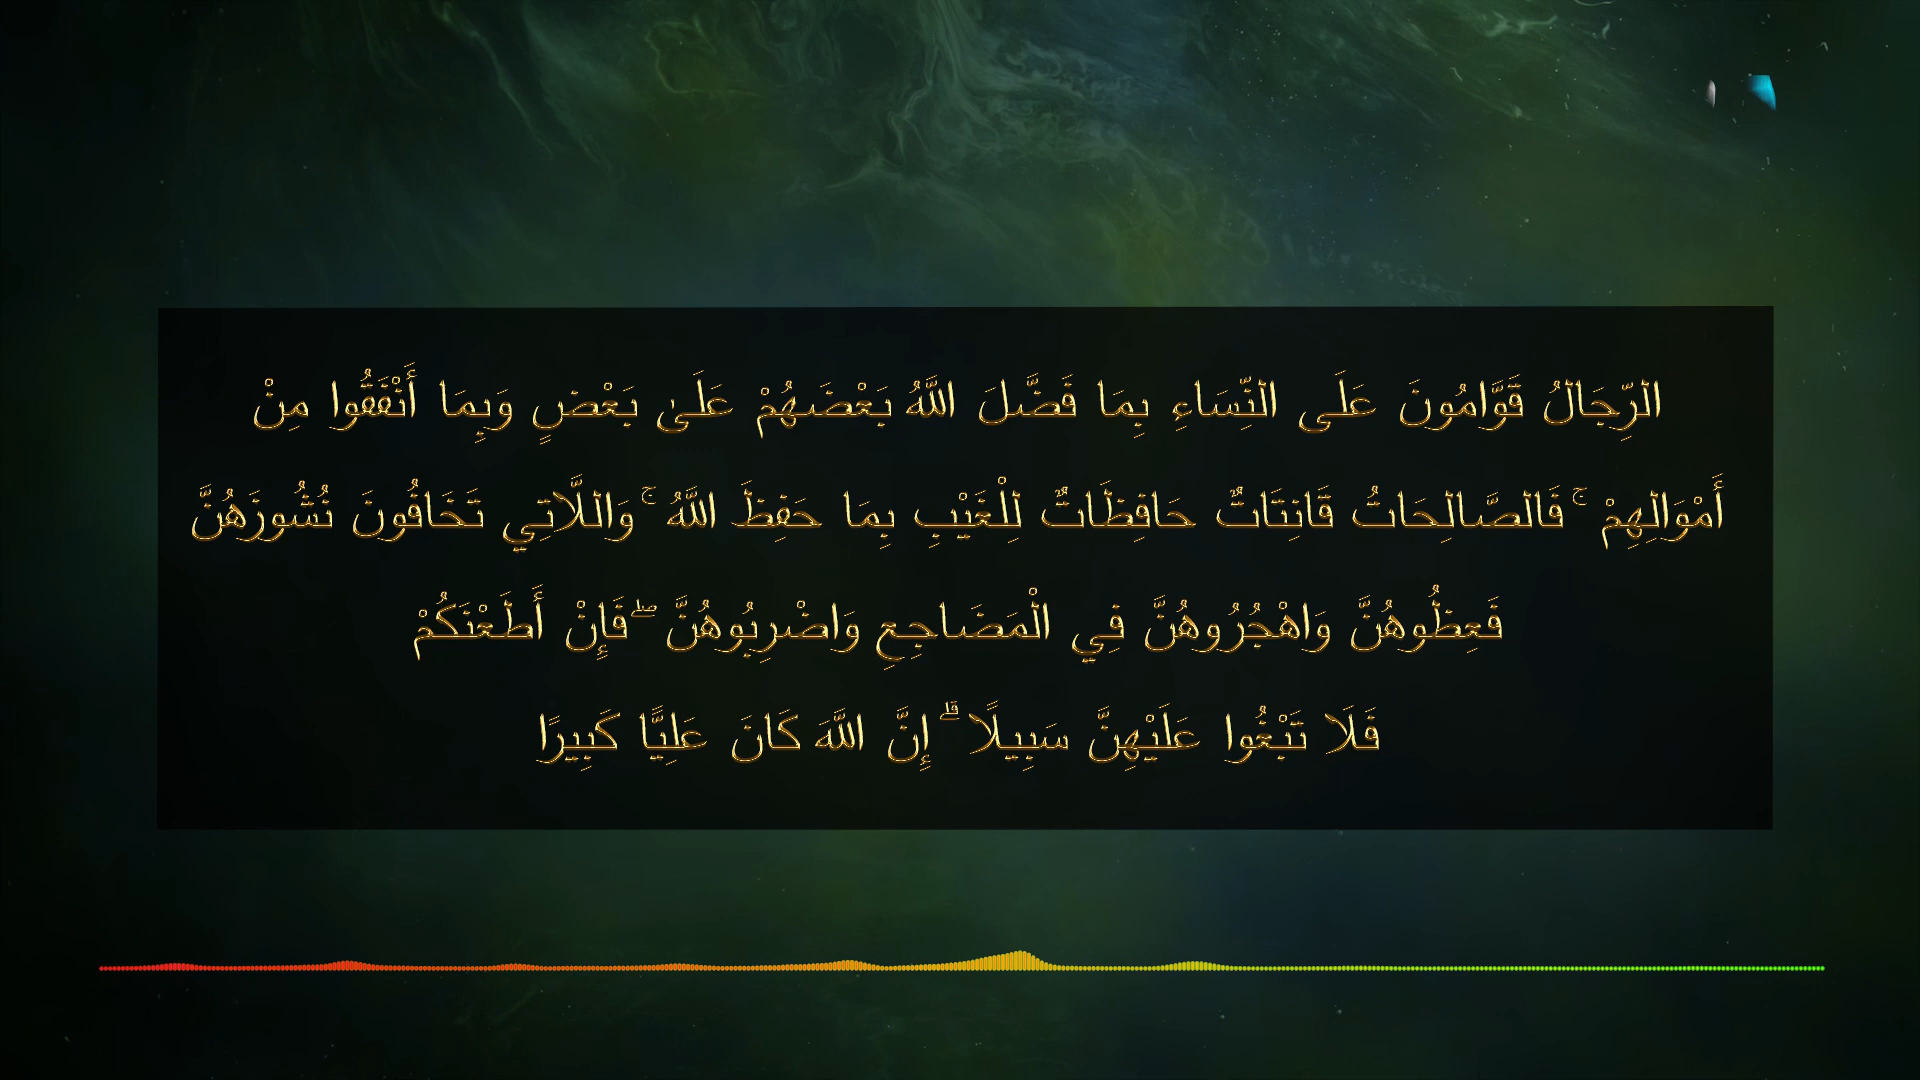 الرِّجَالُ قَوَّامُونَ عَلَى النِّسَاءِ بِمَا فَضَّلَ اللَّهُ بَعْضَهُمْ عَلَىٰ بَعْضٍ وَبِمَا أَنْفَقُوا مِنْ
أَمْوَالِهِمْ ۚ فَالصَّالِحَاتُ قَانِتَاتٌ حَافِظَاتٌ لِلْغَيْبِ بِمَا حَفِظَ اللَّهُ ۚ وَاللَّاتِي تَخَافُونَ نُشُوزَهُنَّ
فَعِظُوهُنَّ وَاهْجُرُوهُنَّ فِي الْمَضَاجِعِ وَاضْرِبُوهُنَّ ۖ فَإِنْ أَطَعْنَكُمْ
فَلَا تَبْغُوا عَلَيْهِنَّ سَبِيلًا ۗ إِنَّ اللَّهَ كَانَ عَلِيًّا كَبِيرًا